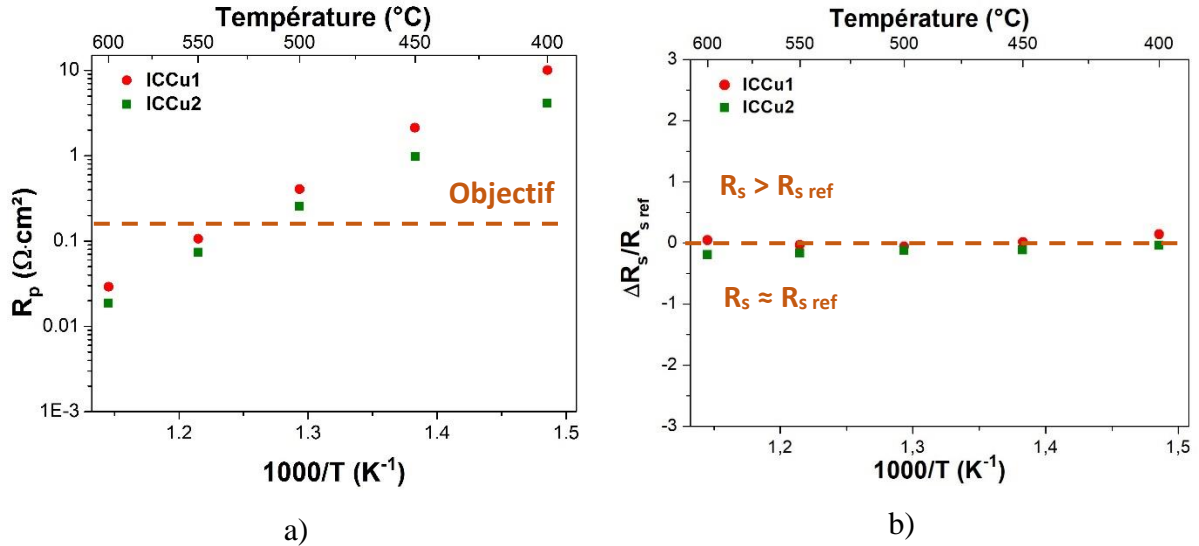 Température (°C)
600 550 500 450 400
10
1
0.1
0.01
1E-3
ICCu1
ICCu2
Objectif
Rp (Ω·cm²)
1.2 1.3 1.4 1.5
1000/T (K⁻¹)
a)
Température (°C)
600 550 500 450 400
3
2
1
0
-1
-2
-3
ICCu1
ICCu2
Rs > Rs ref
Rs ≈ Rs ref
ΔRs/Rs ref
1,2 1,3 1,4 1,5
1000/T (K⁻¹)
b)